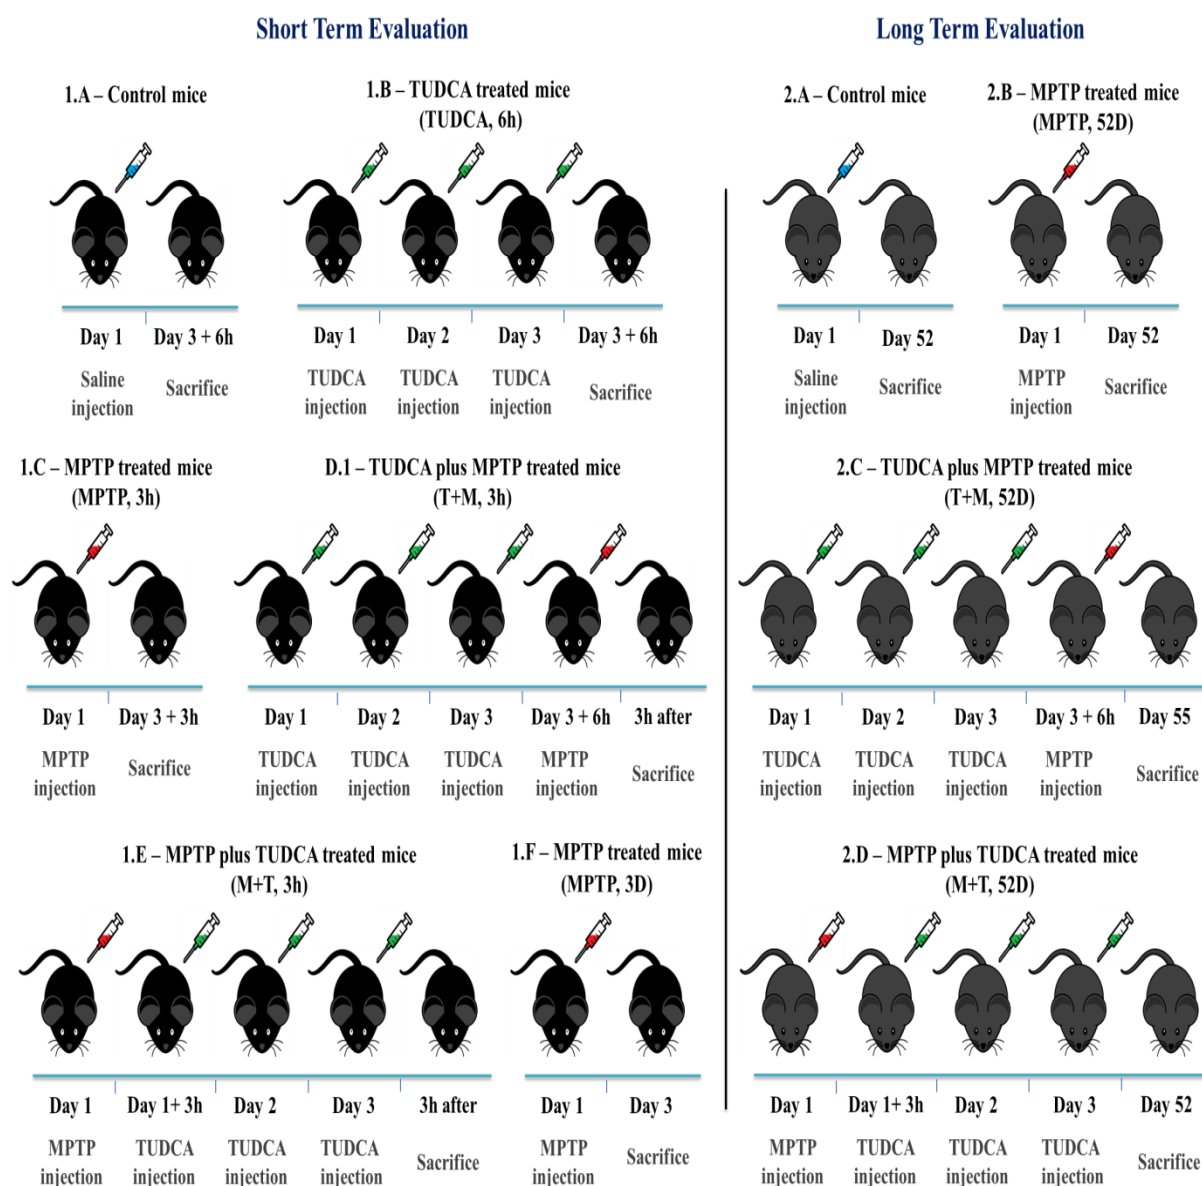 Short Term Evaluation
Long Term Evaluation
1.A – Control mice
1.B – TUDCA treated mice
(TUDCA, 6h)
2.A – Control mice
2.B – MPTP treated mice
(MPTP, 52D)
Day 1
Day 3 + 6h
Saline
injection
Sacrifice
Day 1
Day 2
Day 3
Day 3 + 6h
TUDCA
injection
TUDCA
injection
TUDCA
injection
Sacrifice
Day 1
Day 52
Saline
injection
Sacrifice
Day 1
Day 52
MPTP
injection
Sacrifice
1.C – MPTP treated mice
(MPTP, 3h)
D.1 – TUDCA plus MPTP treated mice
(T+M, 3h)
2.C – TUDCA plus MPTP treated mice
(T+M, 52D)
Day 1
Day 3 + 3h
MPTP
injection
Sacrifice
Day 1
Day 2
Day 3
Day 3 + 6h
3h after
TUDCA
injection
TUDCA
injection
TUDCA
injection
MPTP
injection
Sacrifice
Day 1
Day 2
Day 3
Day 3 + 6h
Day 55
TUDCA
injection
TUDCA
injection
TUDCA
injection
MPTP
injection
Sacrifice
1.E – MPTP plus TUDCA treated mice
(M+T, 3h)
1.F – MPTP treated mice
(MPTP, 3D)
2.D – MPTP plus TUDCA treated mice
(M+T, 52D)
Day 1
Day 1+ 3h
Day 2
Day 3
3h after
MPTP
injection
TUDCA
injection
TUDCA
injection
TUDCA
injection
Sacrifice
Day 1
Day 3
MPTP
injection
Sacrifice
Day 1
Day 1+ 3h
Day 2
Day 3
Day 52
MPTP
injection
TUDCA
injection
TUDCA
injection
TUDCA
injection
Sacrifice